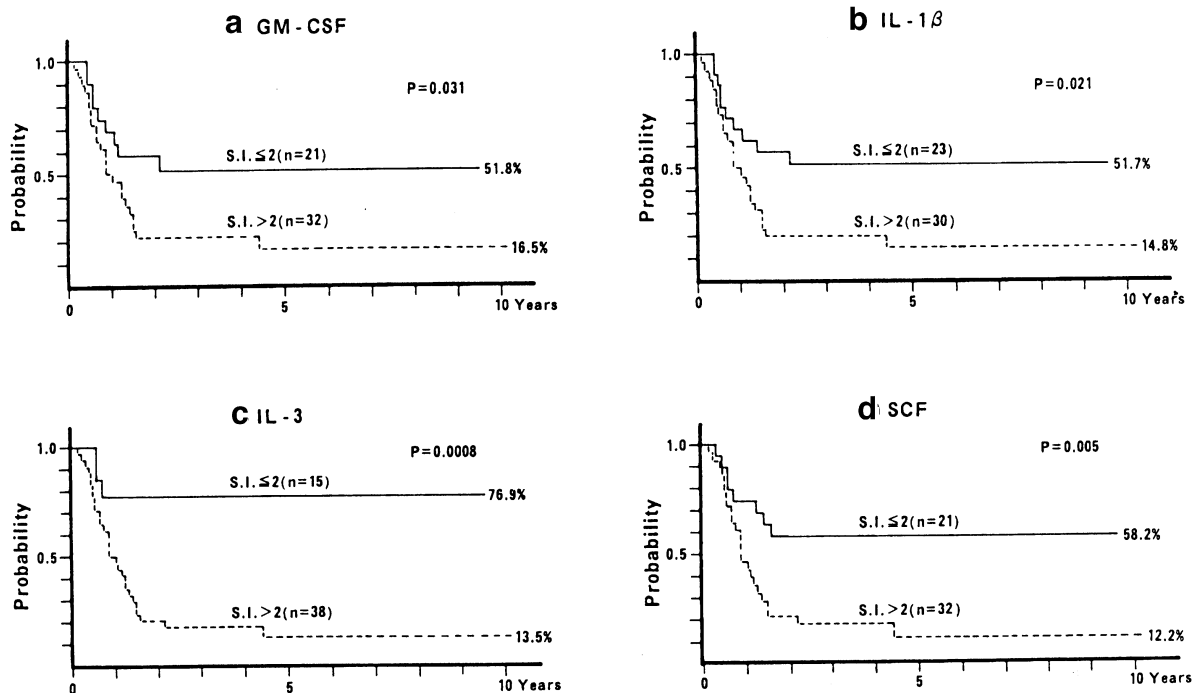 a GM-CSF
1.0
P=0.031
Probability
S.I.≦2(n=21)
0.5
51.8%
S.I.>2(n=32)
16.5%
0 5 10 Years
b IL-1β
1.0
P=0.021
Probability
S.I.≦2(n=23)
0.5
51.7%
S.I.>2(n=30)
14.8%
0 5 10 Years
c IL-3
1.0
P=0.0008
S.I.≦2(n=15)
76.9%
Probability
0.5
S.I.>2(n=38)
13.5%
0 5 10 Years
d SCF
1.0
P=0.005
S.I.≦2(n=21)
58.2%
Probability
0.5
S.I.>2(n=32)
12.2%
0 5 10 Years